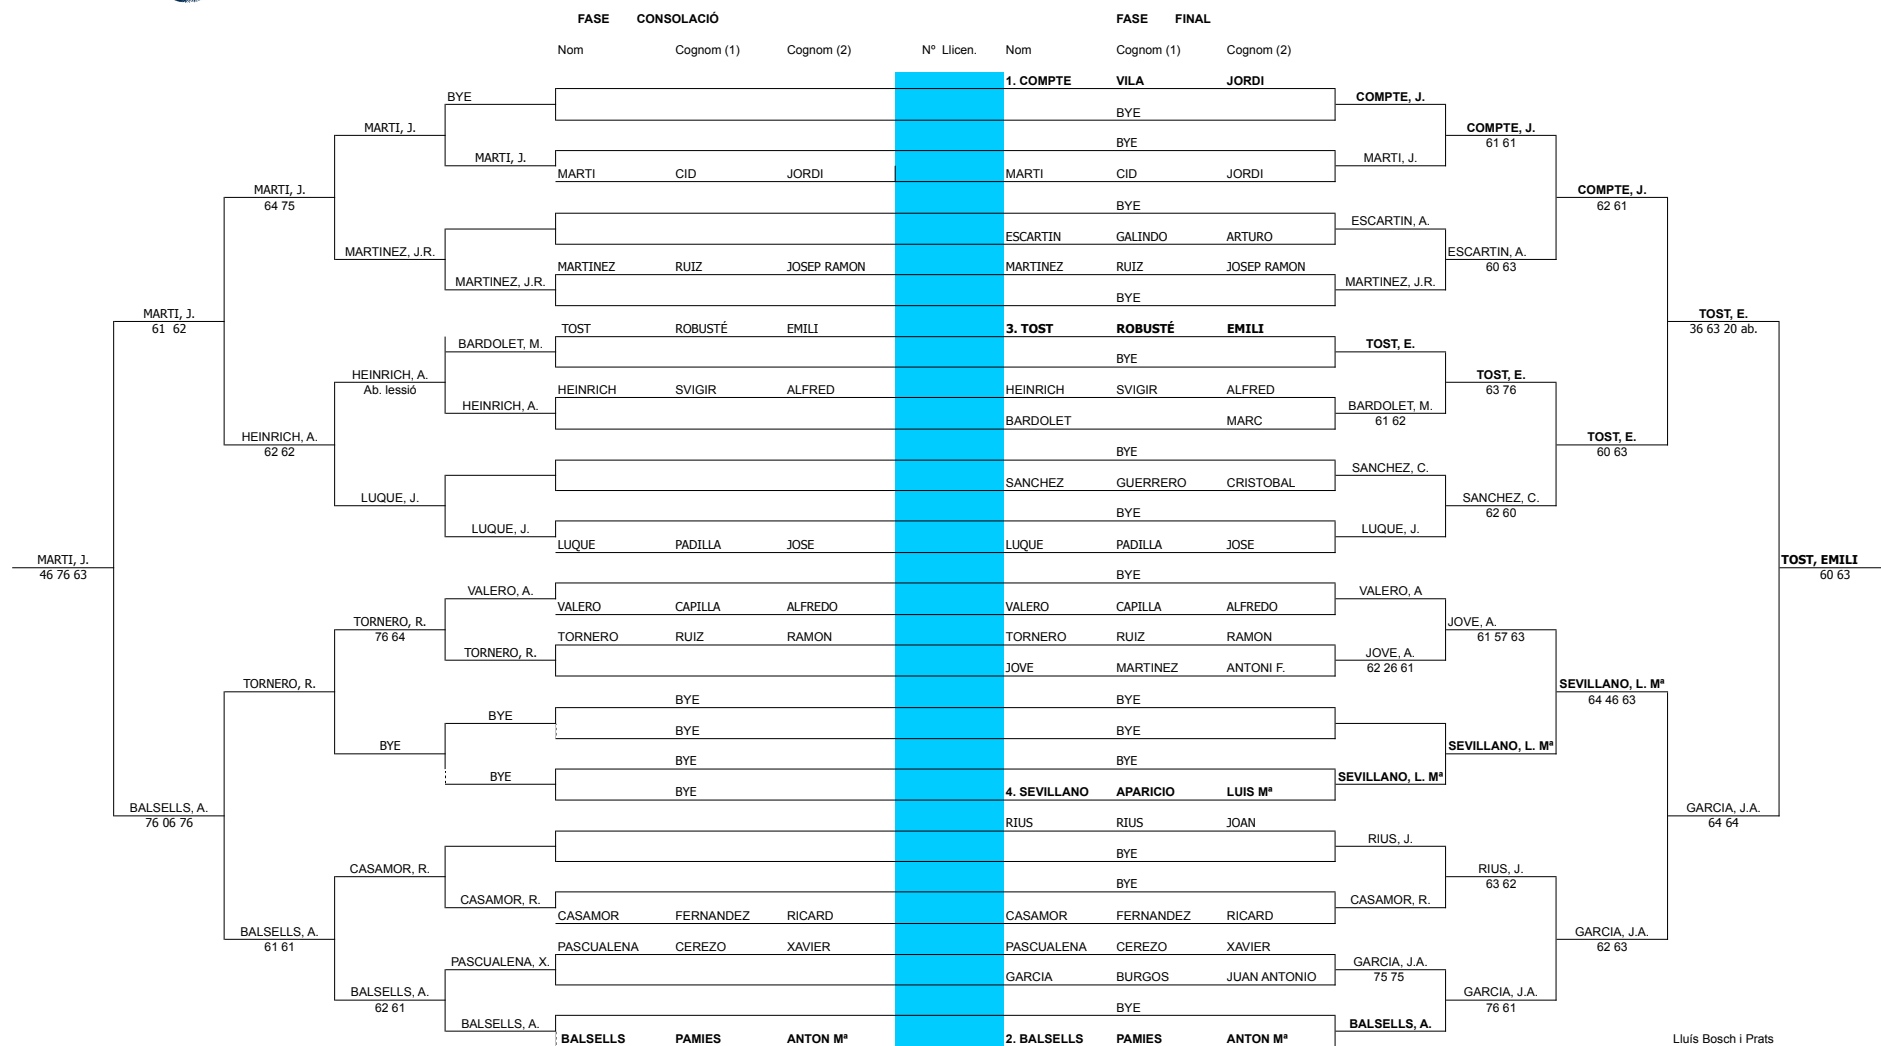 FASE CONSOLACIÓ FASE FINAL
Nom Cognom (1) Cognom (2) Nº Llicen. Nom Cognom (1) Cognom (2)
1. COMPTE VILA JORDI
BYE COMPTE, J.
BYE
MARTI, J. COMPTE, J.
61 61
BYE
MARTI, J. MARTI, J.
MARTI CID JORDI MARTI CID JORDI
MARTI, J. COMPTE, J.
64 75 62 61
BYE
ESCARTIN, A.
ESCARTIN GALINDO ARTURO
MARTINEZ, J.R. ESCARTIN, A.
60 63
MARTINEZ RUIZ JOSEP RAMON MARTINEZ RUIZ JOSEP RAMON
MARTINEZ, J.R. MARTINEZ, J.R.
BYE
MARTI, J. TOST, E.
61 62 36 63 20 ab.
TOST ROBUSTÉ EMILI 3. TOST ROBUSTÉ EMILI
BARDOLET, M. TOST, E.
BYE
HEINRICH, A. TOST, E.
Ab. lessió 63 76
HEINRICH SVIGIR ALFRED HEINRICH SVIGIR ALFRED
HEINRICH, A. BARDOLET, M.
BARDOLET MARC 61 62
HEINRICH, A. TOST, E.
62 62 60 63
BYE
SANCHEZ, C.
SANCHEZ GUERRERO CRISTOBAL
LUQUE, J. SANCHEZ, C.
62 60
BYE
LUQUE, J. LUQUE, J.
LUQUE PADILLA JOSE LUQUE PADILLA JOSE
MARTI, J. TOST, EMILI
46 76 63 60 63
BYE
VALERO, A. VALERO, A
VALERO CAPILLA ALFREDO VALERO CAPILLA ALFREDO
TORNERO, R. JOVE, A.
76 64 61 57 63
TORNERO RUIZ RAMON TORNERO RUIZ RAMON
TORNERO, R. JOVE, A.
JOVE MARTINEZ ANTONI F. 62 26 61
TORNERO, R. SEVILLANO, L. Mª
64 46 63
BYE BYE
BYE
BYE BYE
BYE SEVILLANO, L. Mª
BYE BYE
BYE SEVILLANO, L. Mª
BYE 4. SEVILLANO APARICIO LUIS Mª
BALSELLS, A. GARCIA, J.A.
76 06 76 64 64
RIUS RIUS JOAN
RIUS, J.
BYE
CASAMOR, R. RIUS, J.
63 62
BYE
CASAMOR, R. CASAMOR, R.
CASAMOR FERNANDEZ RICARD CASAMOR FERNANDEZ RICARD
BALSELLS, A. GARCIA, J.A.
61 61 62 63
PASCUALENA CEREZO XAVIER PASCUALENA CEREZO XAVIER
PASCUALENA, X. GARCIA, J.A.
GARCIA BURGOS JUAN ANTONIO 75 75
BALSELLS, A. GARCIA, J.A.
62 61 76 61
BYE
BALSELLS, A. BALSELLS, A.
BALSELLS PAMIES ANTON Mª 2. BALSELLS PAMIES ANTON Mª
Lluís Bosch i Prats